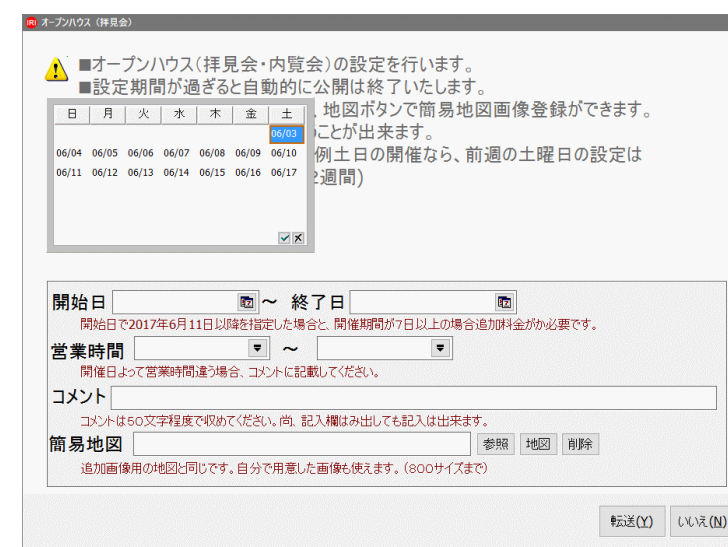 IRI オープンハウス (拝見会)
■オープンハウス(拝見会・内覧会)の設定を行います。
■設定期間が過ぎると自動的に公開は終了いたします。
、地図ボタンで簡易地図画像登録ができます。
ことが出来ます。
例土日の開催なら、前週の土曜日の設定は
2週間)
日 月 火 水 木 金 土
06/03
06/04 06/05 06/06 06/07 06/08 06/09 06/10
06/11 06/12 06/13 06/14 06/15 06/16 06/17
開始日 ～ 終了日
開始日で2017年6月11日以降を指定した場合と、開催期間が7日以上の場合追加料金がか必要です。
営業時間 ～
開催日よって営業時間違う場合、コメントに記載してください。
コメント
コメントは50文字程度で収めてください。尚、記入欄はみ出しても記入は出来ます。
簡易地図 参照 地図 削除
追加画像用の地図と同じです。自分で用意した画像も使えます。(800サイズまで)
転送(Y) いいえ(N)